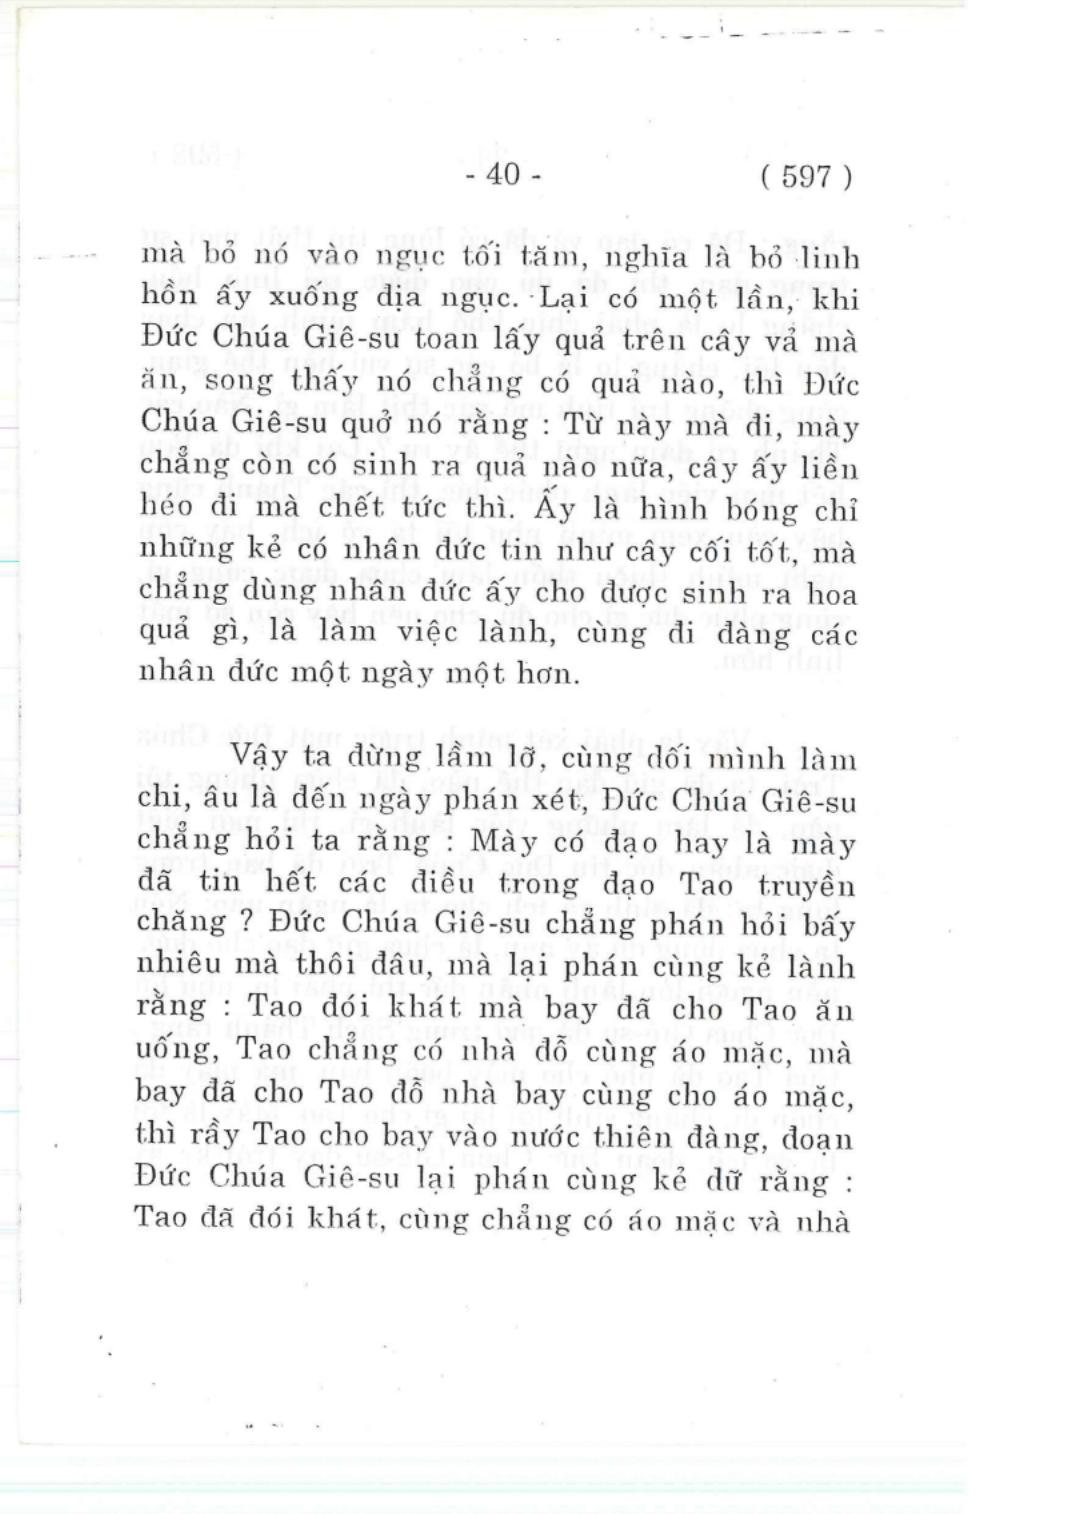 - 40 - ( 597 )
mà bỏ nó vào ngục tối tăm, nghĩa là bỏ linh
hồn ấy xuống địa ngục. Lại có một lần, khi
Đức Chúa Giê-su toan lấy quả trên cây vả mà
ăn, song thấy nó chẳng có quả nào, thì Đức
Chúa Giê-su quở nó rằng : Từ này mà đi, mày
chẳng còn có sinh ra quả nào nữa, cây ấy liền
héo đi mà chết tức thì. Ấy là hình bóng chỉ
những kẻ có nhân đức tin như cây cối tốt, mà
chẳng dùng nhân đức ấy cho được sinh ra hoa
quả gì, là làm việc lành, cùng đi đàng các
nhân đức một ngày một hơn.
Vậy ta đừng lầm lỡ, cùng dối mình làm
chi, âu là đến ngày phán xét, Đức Chúa Giê-su
chẳng hỏi ta rằng : Mày có đạo hay là mày
đã tin hết các điều trong đạo Tao truyền
chăng ? Đức Chúa Giê-su chẳng phán hỏi bấy
nhiêu mà thôi đâu, mà lại phán cùng kẻ lành
rằng : Tao đói khát mà bay đã cho Tao ăn
uống, Tao chẳng có nhà đỗ cùng áo mặc, mà
bay đã cho Tao đỗ nhà bay cùng cho áo mặc,
thì rầy Tao cho bay vào nước thiên đàng, đoạn
Đức Chúa Giê-su lại phán cùng kẻ dữ rằng :
Tao đã đói khát, cùng chẳng có áo mặc và nhà